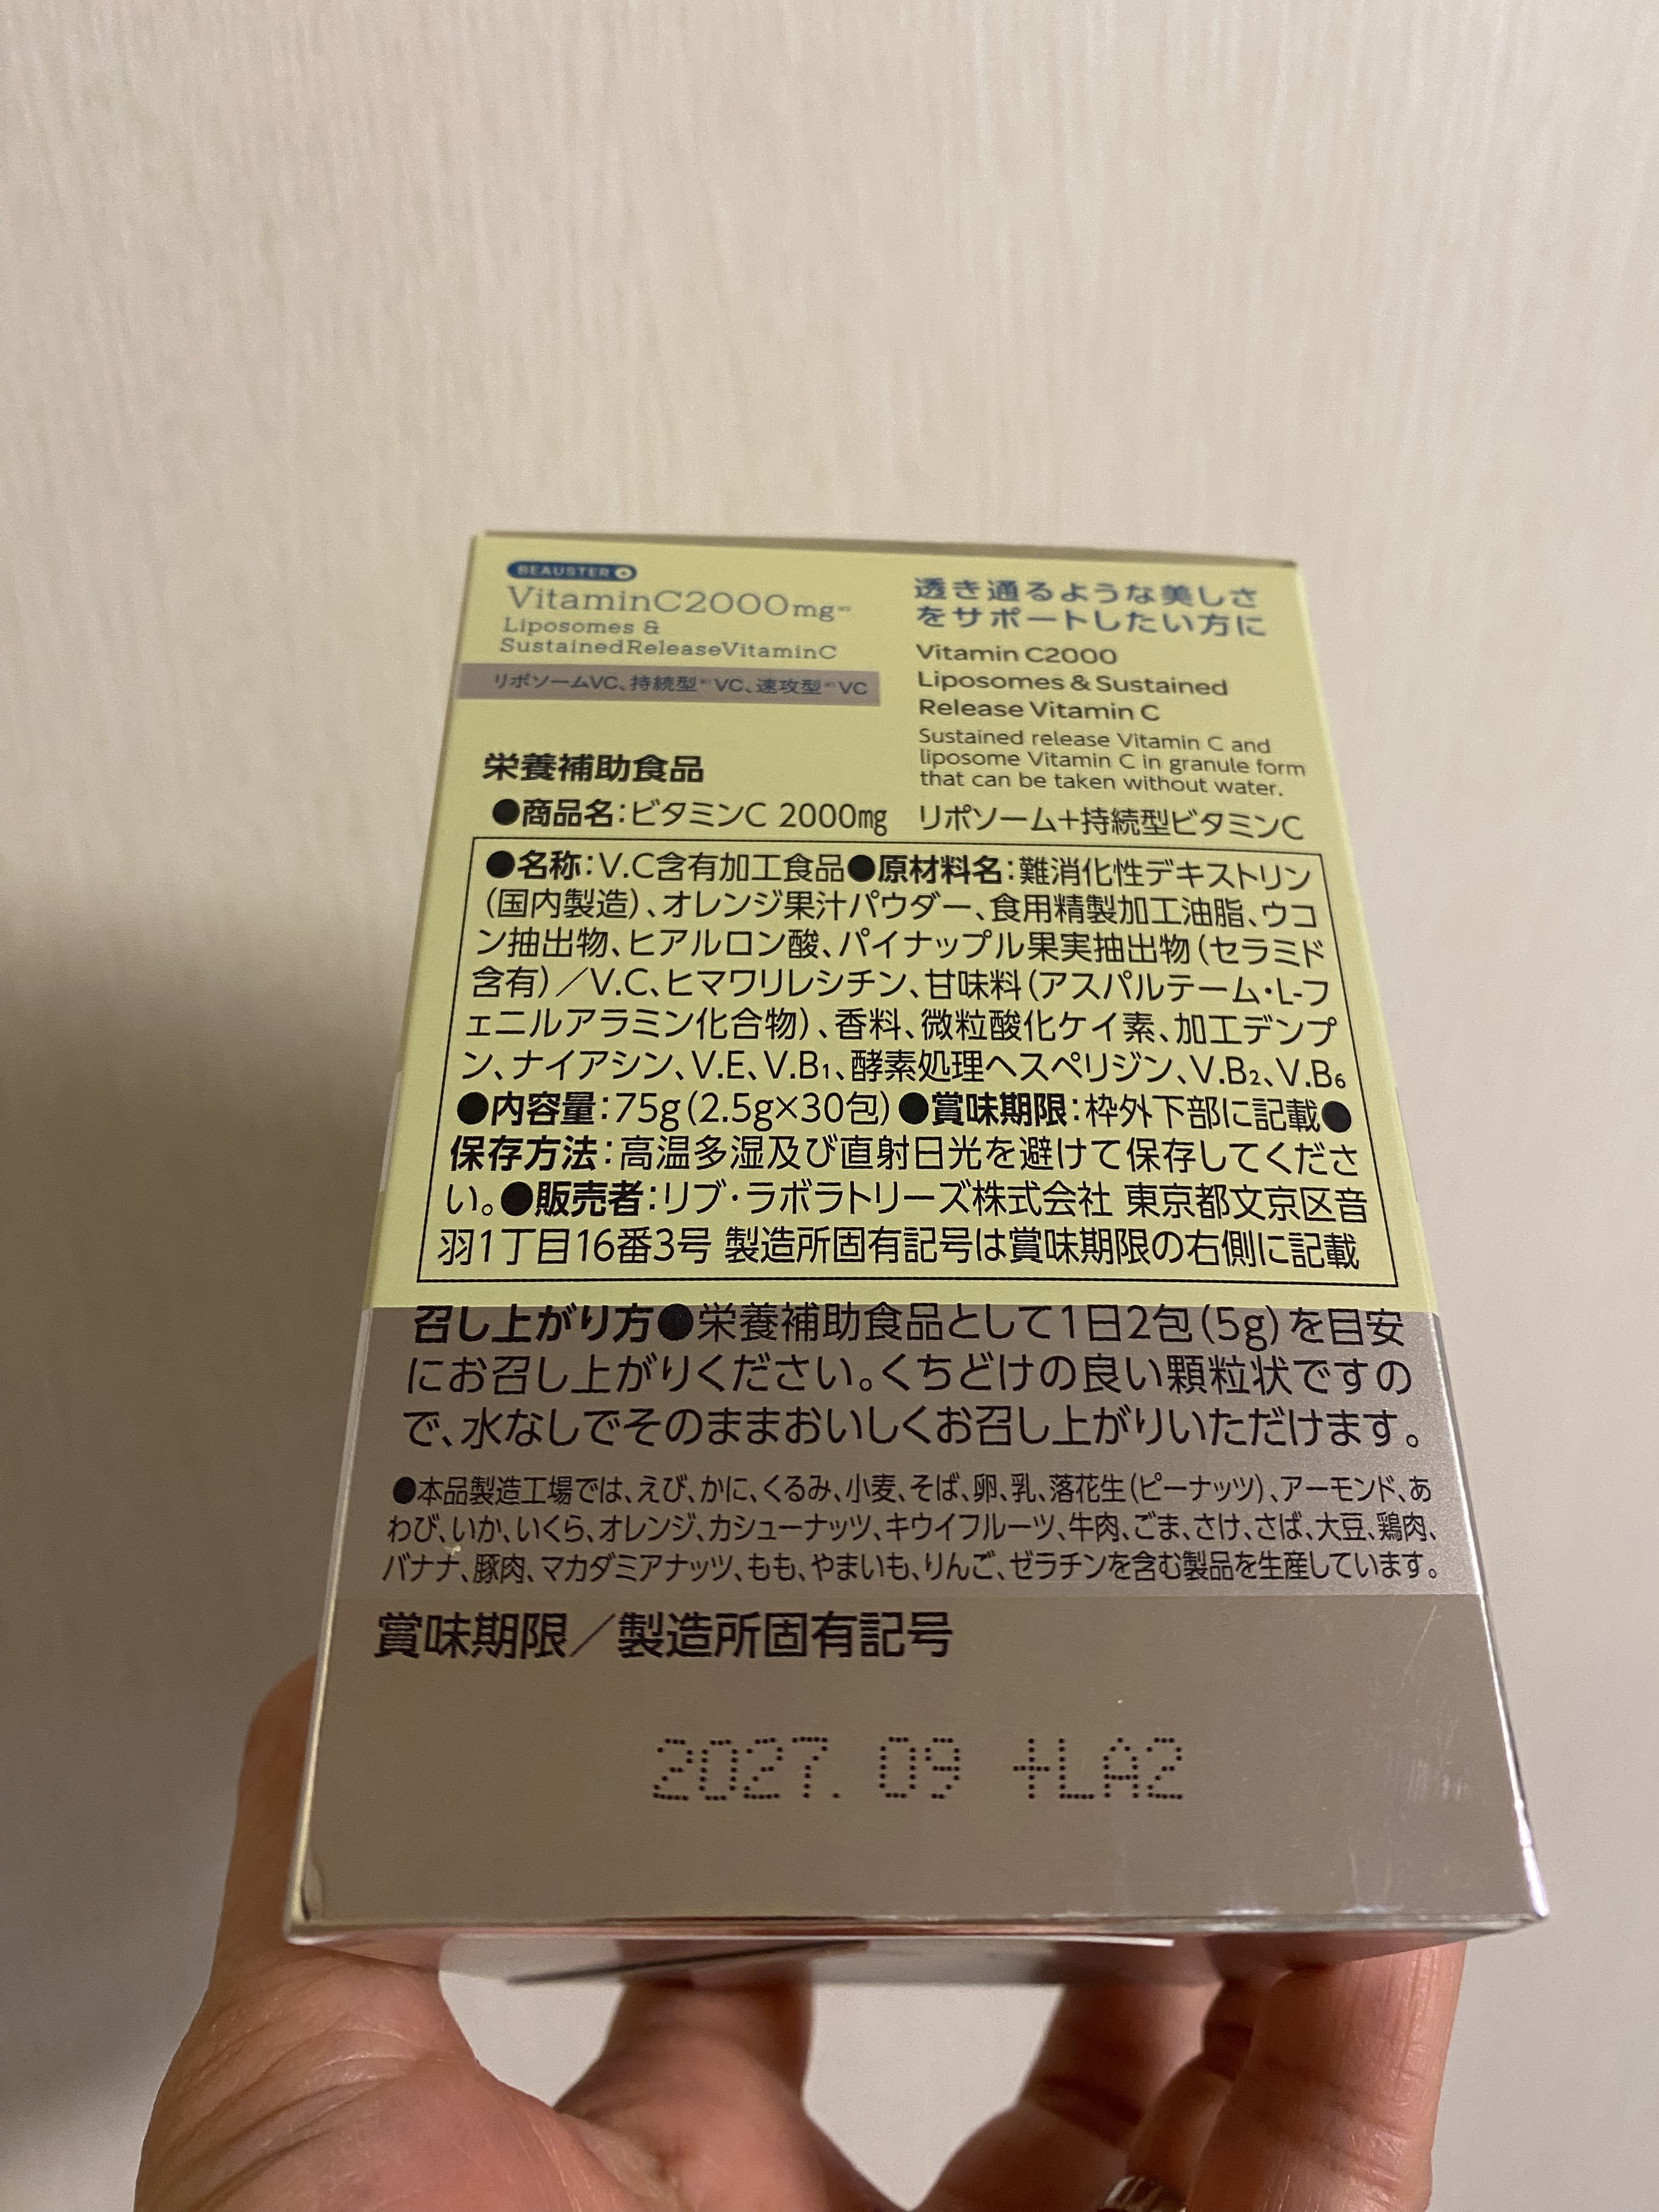 BEAUSTER+
VitaminC2000mg
Liposomes &
SustainedReleaseVitaminC
リポソームVC、持続型VC、速攻型VC
透き通るような美しさ
をサポートしたい方に
Vitamin C2000
Liposomes & Sustained
Release Vitamin C
Sustained release Vitamin C and
liposome Vitamin C in granule form
that can be taken without water.
栄養補助食品
●商品名：ビタミンC 2000㎎ リポソーム＋持続型ビタミンC
●名称：V.C含有加工食品●原材料名：難消化性デキストリン
（国内製造）、オレンジ果汁パウダー、食用精製加工油脂、ウコ
ン抽出物、ヒアルロン酸、パイナップル果実抽出物（セラミド
含有）／V.C、ヒマワリレシチン、甘味料（アスパルテーム・L-フ
ェニルアラミン化合物）、香料、微粒酸化ケイ素、加工デンプ
ン、ナイアシン、V.E、V.B₁、酵素処理ヘスペリジン、V.B₂、V.B₆
●内容量：75g（2.5g×30包）●賞味期限：枠外下部に記載●
保存方法：高温多湿及び直射日光を避けて保存してくださ
い。●販売者：リブ・ラボラトリーズ株式会社 東京都文京区音
羽1丁目16番3号 製造所固有記号は賞味期限の右側に記載
召し上がり方●栄養補助食品として1日2包（5g）を目安
にお召し上がりください。くちどけの良い顆粒状ですの
で、水なしでそのままおいしくお召し上がりいただけます。
●本品製造工場では、えび、かに、くるみ、小麦、そば、卵、乳、落花生（ピーナッツ）、アーモンド、あ
わび、いか、いくら、オレンジ、カシューナッツ、キウイフルーツ、牛肉、ごま、さけ、さば、大豆、鶏肉、
バナナ、豚肉、マカダミアナッツ、もも、やまいも、りんご、ゼラチンを含む製品を生産しています。
賞味期限／製造所固有記号
2027.09 +LA2